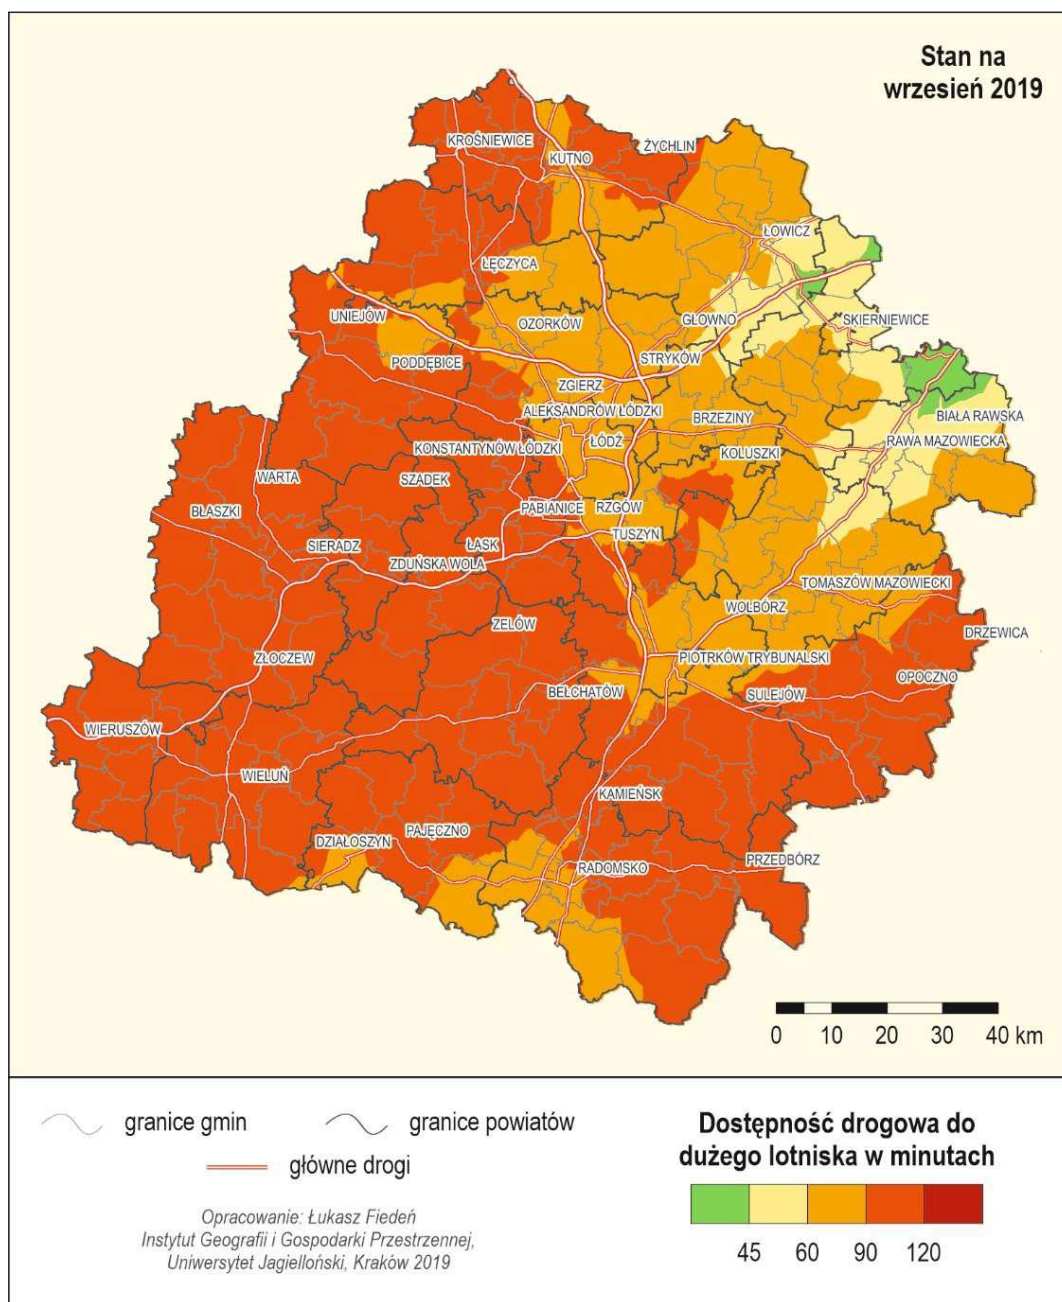 Stan na
wrzesień 2019
KROŚNIEWICE
ŻYCHLIN
KUTNO
ŁOWICZ
ŁĘCZYCA
UNIEJÓW
OZORKÓW
GŁOWNO
SKIERNIEWICE
STRYKÓW
PODDĘBICE
ZGIERZ
ALEKSANDRÓW ŁÓDZKI
BRZEZINY
BIAŁA RAWSKA
KONSTANTYNÓW ŁÓDZKI
ŁÓDŹ
RAWA MAZOWIECKA
KOLUSZKI
WARTA
SZADEK
BŁASZKI
PABIANICE
RZGÓW
TUSZYN
SIERADZ
ŁASK
ZDUŃSKA WOLA
TOMASZÓW MAZOWIECKI
WOLBÓRZ
ZELÓW
DRZEWICA
ZŁOCZEW
PIOTRKÓW TRYBUNALSKI
OPOCZNO
BEŁCHATÓW
SULEJÓW
WIERUSZÓW
WIELUŃ
KAMIEŃSK
PAJĘCZNO
DZIAŁOSZYN
PRZEDBÓRZ
RADOMSKO
0 10 20 30 40 km
granice gmin
granice powiatów
główne drogi
Opracowanie: Łukasz Fiedeń
Instytut Geografii i Gospodarki Przestrzennej,
Uniwersytet Jagielloński, Kraków 2019
Dostępność drogowa do
dużego lotniska w minutach
45 60 90 120